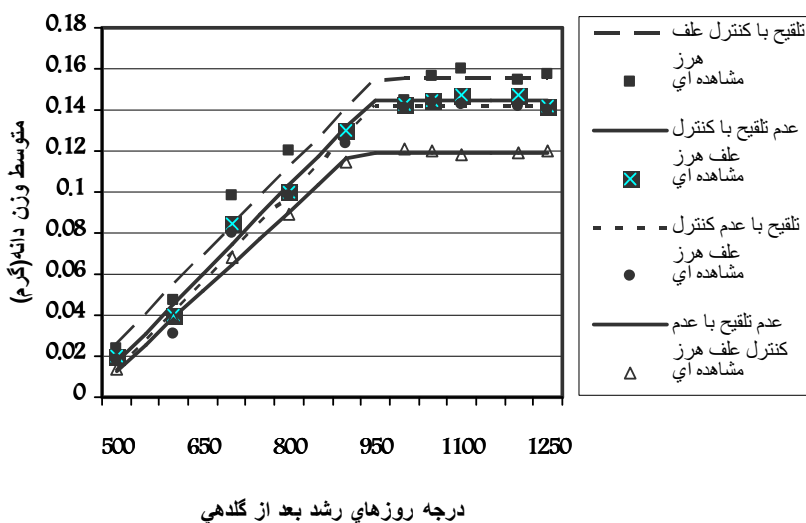 0.18
0.16
0.14
0.12
0.1
0.08
0.06
0.04
0.02
0
متوسط وزن دانه(گرم)
500 650 800 950 1100 1250
درجه روزهاي رشد بعد از گلدهي
تلقيح با كنترل علف
هرز
مشاهده اي
عدم تلقيح با كنترل
علف هرز
مشاهده اي
تلقيح با عدم كنترل
علف هرز
مشاهده اي
عدم تلقيح با عدم
كنترل علف هرز
مشاهده اي